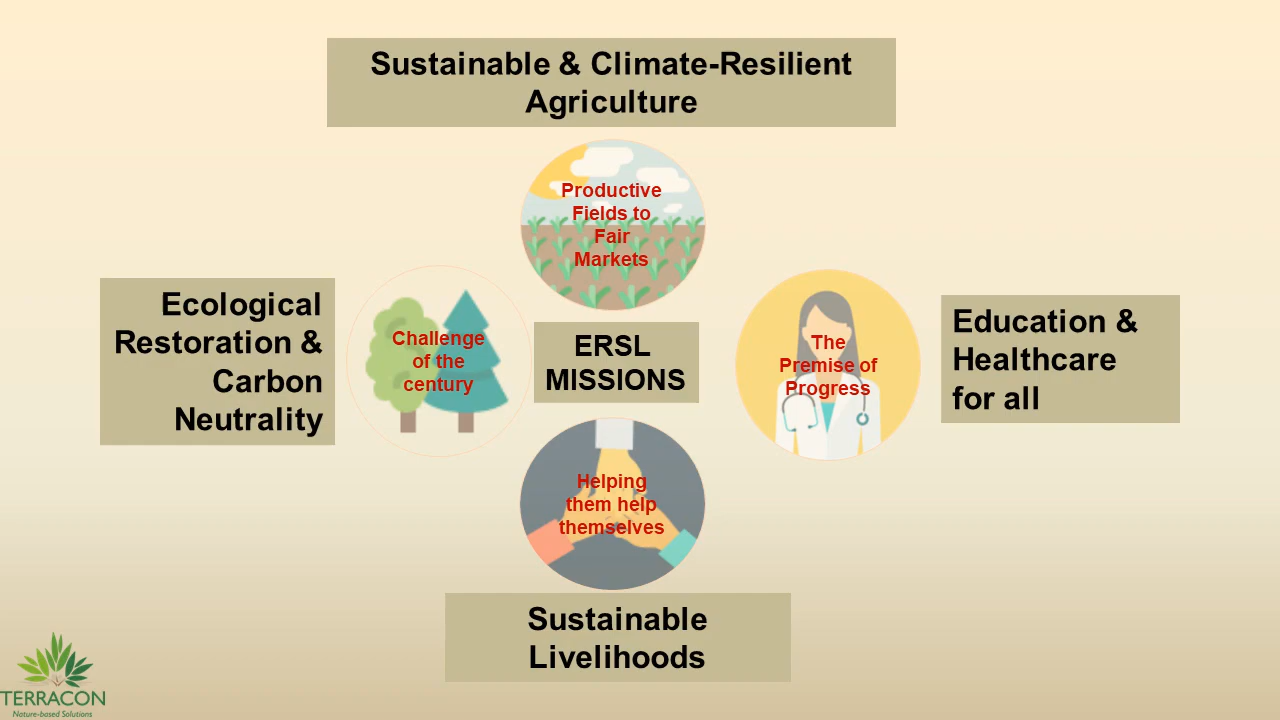 Sustainable & Climate-Resilient
Agriculture
Productive
Fields to
Fair
Markets
Ecological
Restoration &
Carbon
Neutrality
Challenge
of the
century
ERSL
MISSIONS
The
Premise of
Progress
Education &
Healthcare
for all
Helping
them help
themselves
Sustainable
Livelihoods
TERRACON
Nature-based Solutions